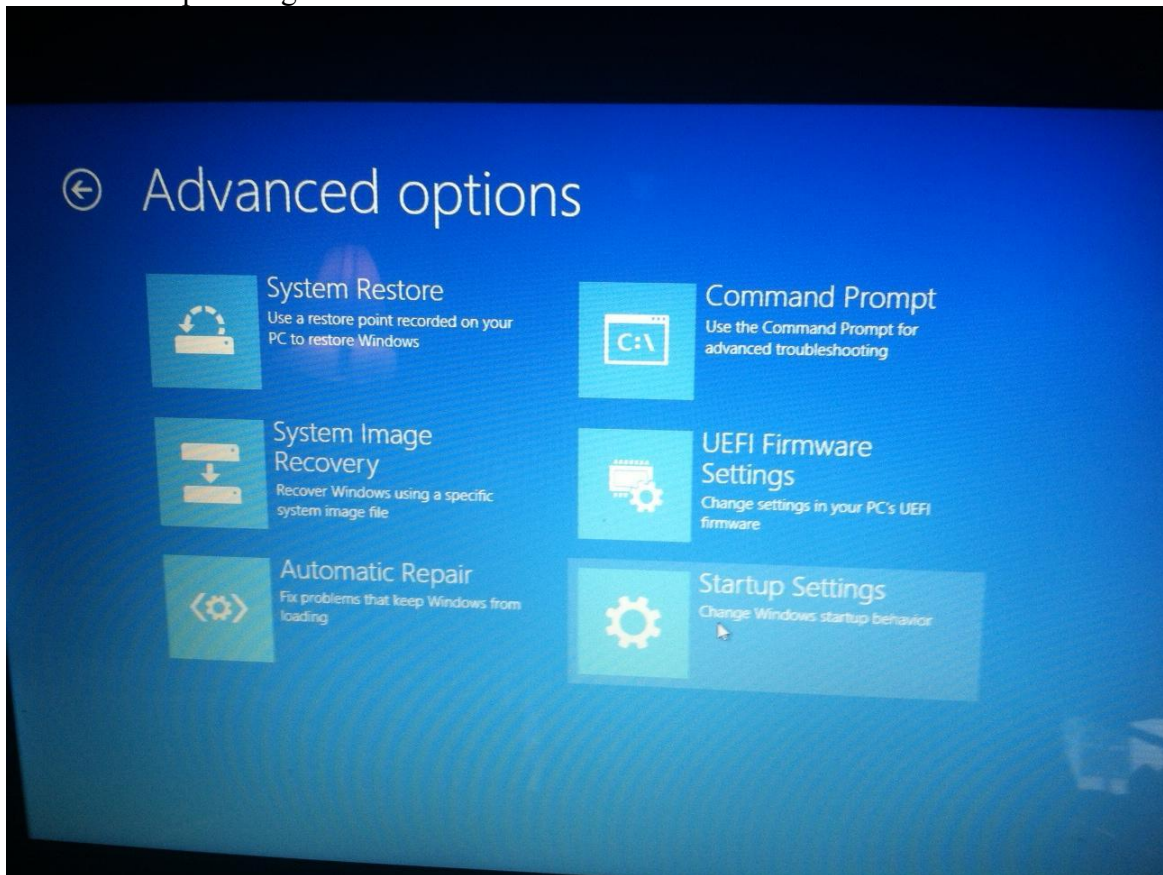 Advanced options
System Restore
Use a restore point recorded on your
PC to restore Windows
System Image
Recovery
Recover Windows using a specific
system image file
Automatic Repair
Fix problems that keep Windows from
loading
Command Prompt
C:\
Use the Command Prompt for
advanced troubleshooting
UEFI Firmware
Settings
Change settings in your PC's UEFI
firmware
Startup Settings
Change Windows startup behavior